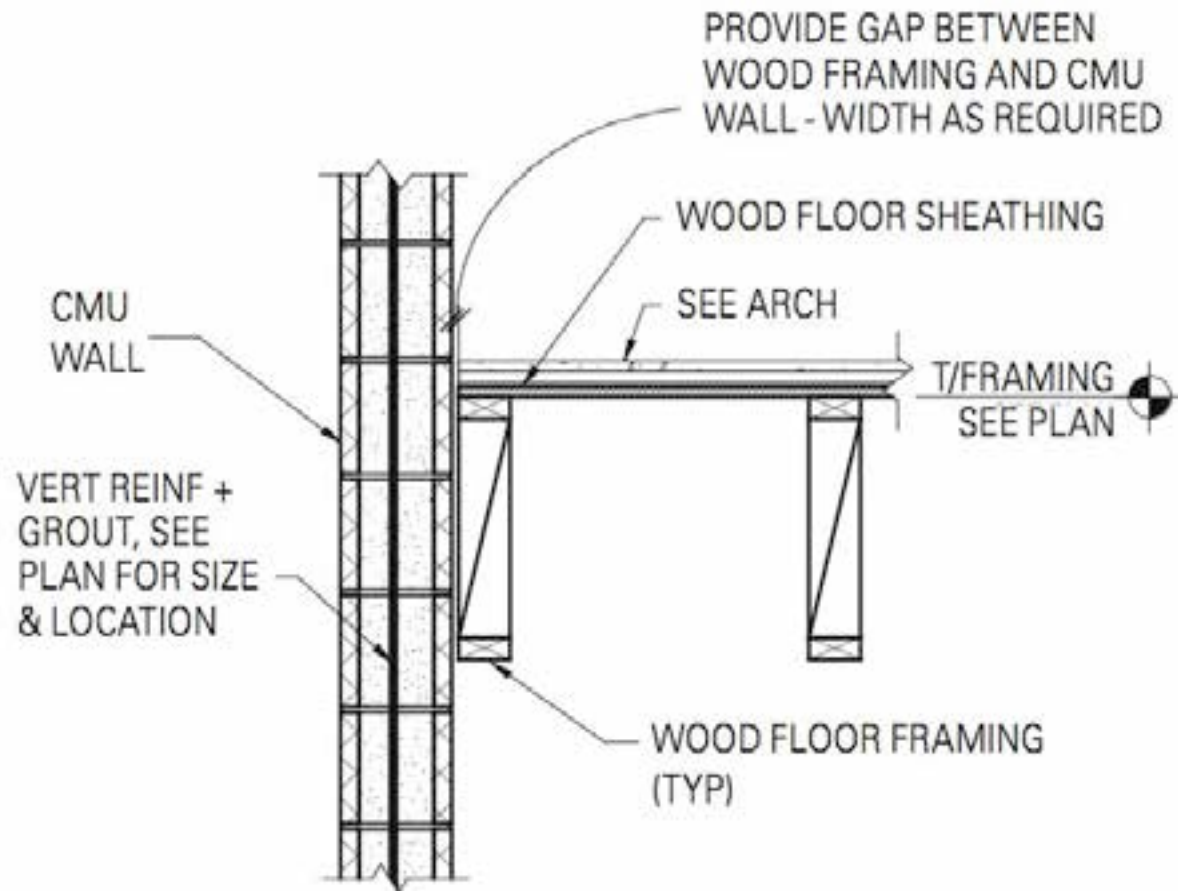 PROVIDE GAP BETWEEN
WOOD FRAMING AND CMU
WALL - WIDTH AS REQUIRED
WOOD FLOOR SHEATHING
SEE ARCH
CMU
WALL
T/FRAMING
SEE PLAN
VERT REINF +
GROUT, SEE
PLAN FOR SIZE
& LOCATION
WOOD FLOOR FRAMING
(TYP)